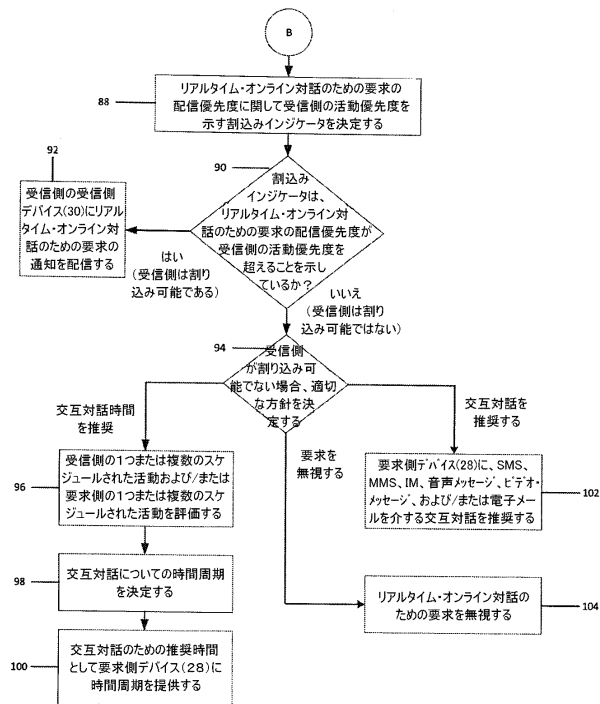 B
88
リアルタイム・オンライン対話のための要求の
配信優先度に関して受信側の活動優先度を
示す割込みインジケータを決定する
92
受信側の受信側
デバイス(30)にリアル
タイム・オンライン対
話のための要求の
通知を配信する
90
割込み
インジケータは、
リアルタイム・オンライン対
話のための要求の配信優先度が
受信側の活動優先度を
超えることを示し
ているか?
はい
(受信側は割り
込み可能である)
いいえ
(受信側は割り
込み可能ではない)
94
受信側
が割り込み可
能でない場合、適切
な方針を決
定する
交互対話時間
を推奨
要求を
無視する
交互対話を
推奨する
96
受信側の1つまたは複数のスケ
ジュールされた活動および/または
要求側の1つまたは複数のスケ
ジュールされた活動を評価する
要求側デバイス(28)に、SMS、
MMS、IM、音声メッセージ、ビデオ・
メッセージ、および/または電子メー
ルを介する交互対話を推奨する
102
98
交互対話についての時間周期
を決定する
リアルタイム・オンライン対話の
ための要求を無視する
104
100
交互対話のための推奨時間
として要求側デバイス(28)に
時間周期を提供する